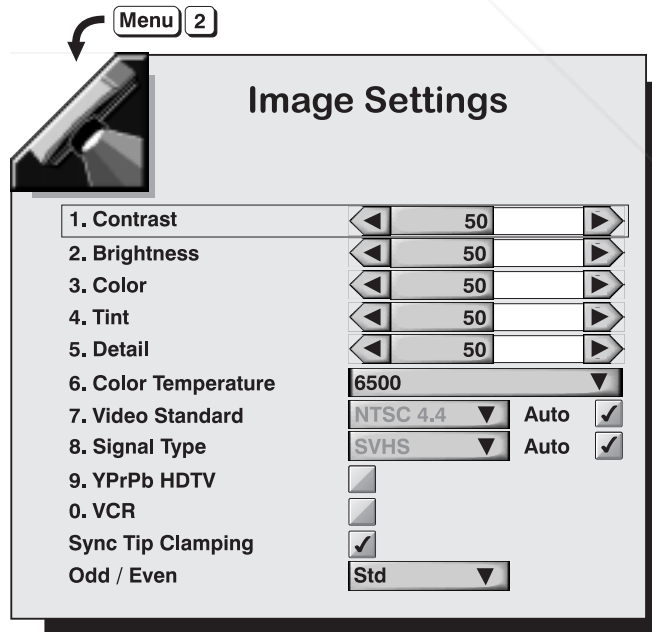 Menu 2
Image Settings
1. Contrast 50
2. Brightness 50
3. Color 50
4. Tint 50
5. Detail 50
6. Color Temperature 6500
7. Video Standard NTSC 4.4 Auto
8. Signal Type SVHS Auto
9. YPrPb HDTV
0. VCR
Sync Tip Clamping
Odd / Even Std